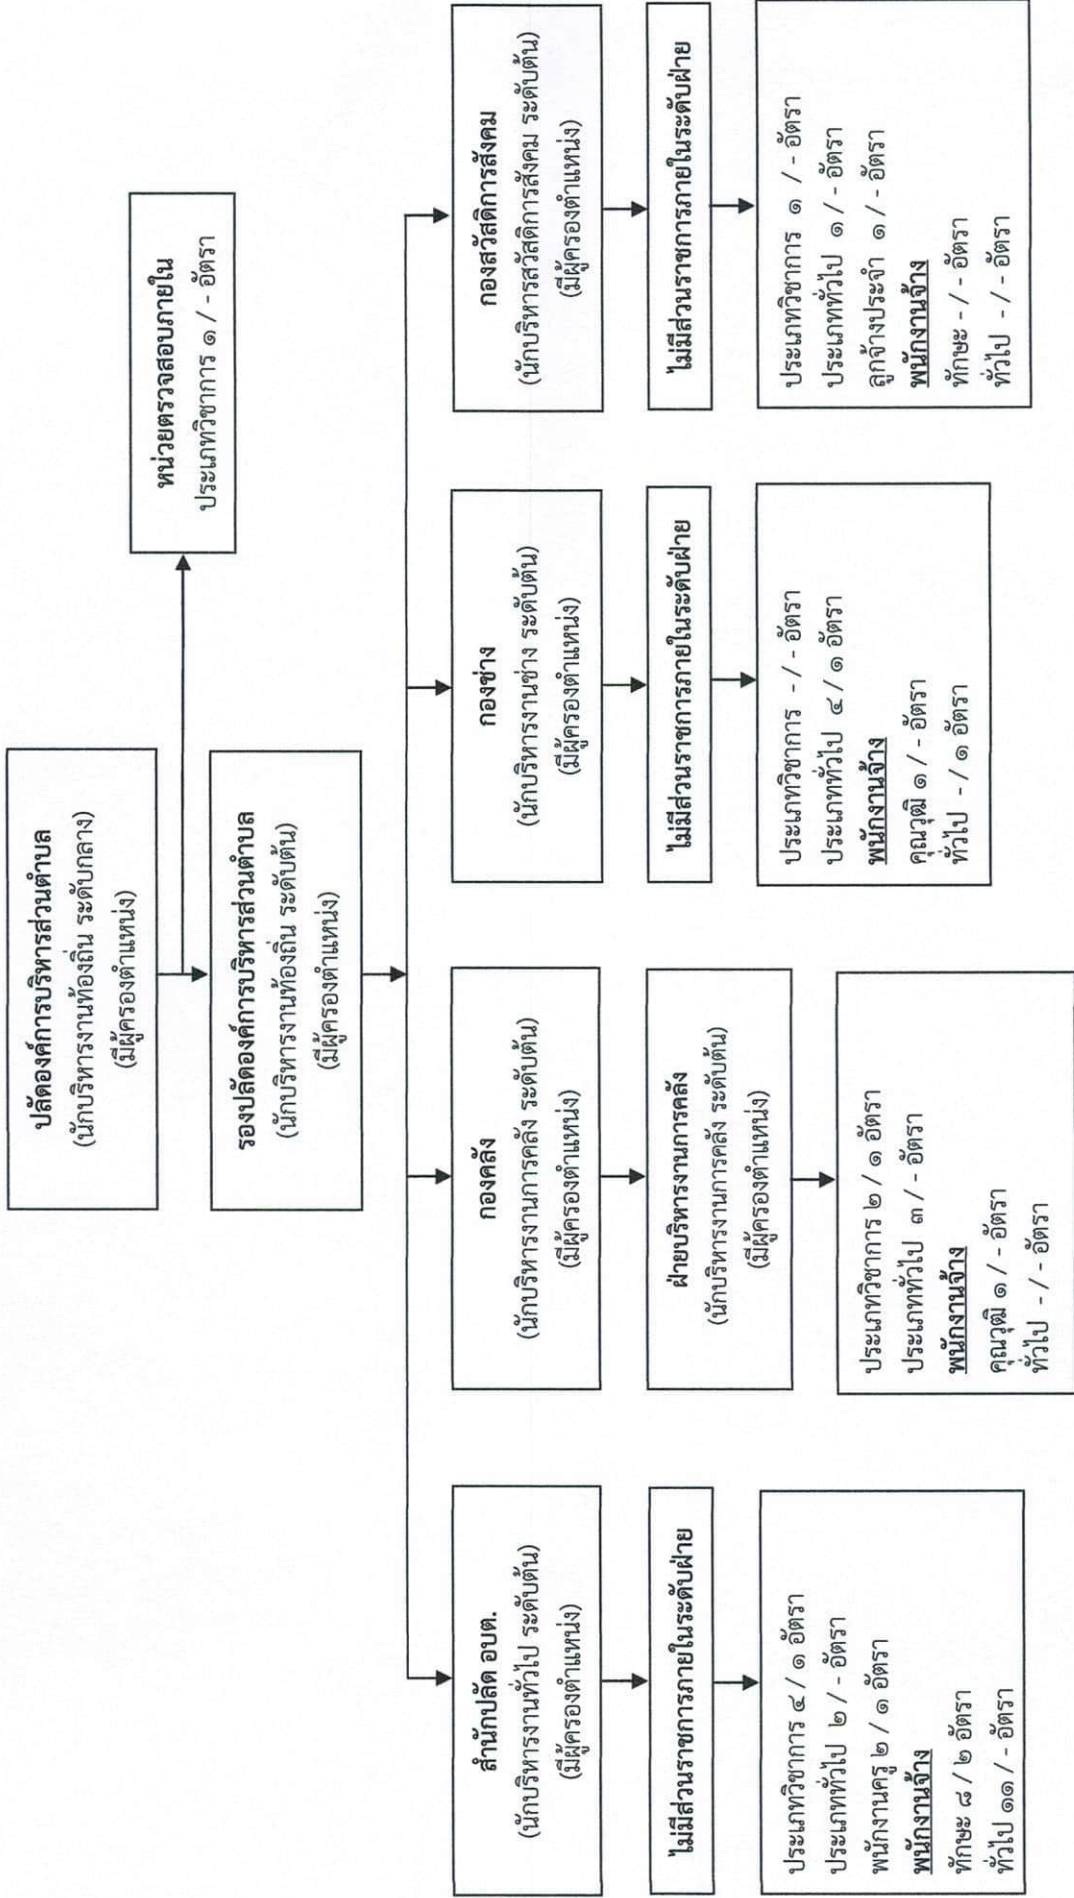 ปลัดองค์การบริหารส่วนตำบล
(นักบริหารงานท้องถิ่น ระดับกลาง)
(มีผู้ครองตำแหน่ง)
หน่วยตรวจสอบภายใน
ประเภทวิชาการ ๑ / - อัตรา
รองปลัดองค์การบริหารส่วนตำบล
(นักบริหารงานท้องถิ่น ระดับต้น)
(มีผู้ครองตำแหน่ง)
สำนักปลัด อบต.
(นักบริหารงานทั่วไป ระดับต้น)
(มีผู้ครองตำแหน่ง)
ไม่มีส่วนราชการภายในระดับฝ่าย
ประเภทวิชาการ ๔ / ๑ อัตรา
ประเภททั่วไป ๒ / - อัตรา
พนักงานครู ๒ / ๑ อัตรา
พนักงานจ้าง
ทักษะ ๘ / ๒ อัตรา
ทั่วไป ๑๑ / - อัตรา
กองคลัง
(นักบริหารงานการคลัง ระดับต้น)
(มีผู้ครองตำแหน่ง)
ฝ่ายบริหารงานการคลัง
(นักบริหารงานการคลัง ระดับต้น)
(มีผู้ครองตำแหน่ง)
ประเภทวิชาการ ๒ / ๑ อัตรา
ประเภททั่วไป ๓ / - อัตรา
พนักงานจ้าง
คุณวุฒิ ๑ / - อัตรา
ทั่วไป - / - อัตรา
กองช่าง
(นักบริหารงานช่าง ระดับต้น)
(มีผู้ครองตำแหน่ง)
ไม่มีส่วนราชการภายในระดับฝ่าย
ประเภทวิชาการ - / - อัตรา
ประเภททั่วไป ๔ / ๑ อัตรา
พนักงานจ้าง
คุณวุฒิ ๑ / - อัตรา
ทั่วไป - / ๑ อัตรา
กองสวัสดิการสังคม
(นักบริหารสวัสดิการสังคม ระดับต้น)
(มีผู้ครองตำแหน่ง)
ไม่มีส่วนราชการภายในระดับฝ่าย
ประเภทวิชาการ ๑ / - อัตรา
ประเภททั่วไป ๑ / - อัตรา
ลูกจ้างประจำ ๑ / - อัตรา
พนักงานจ้าง
ทักษะ - / - อัตรา
ทั่วไป - / - อัตรา